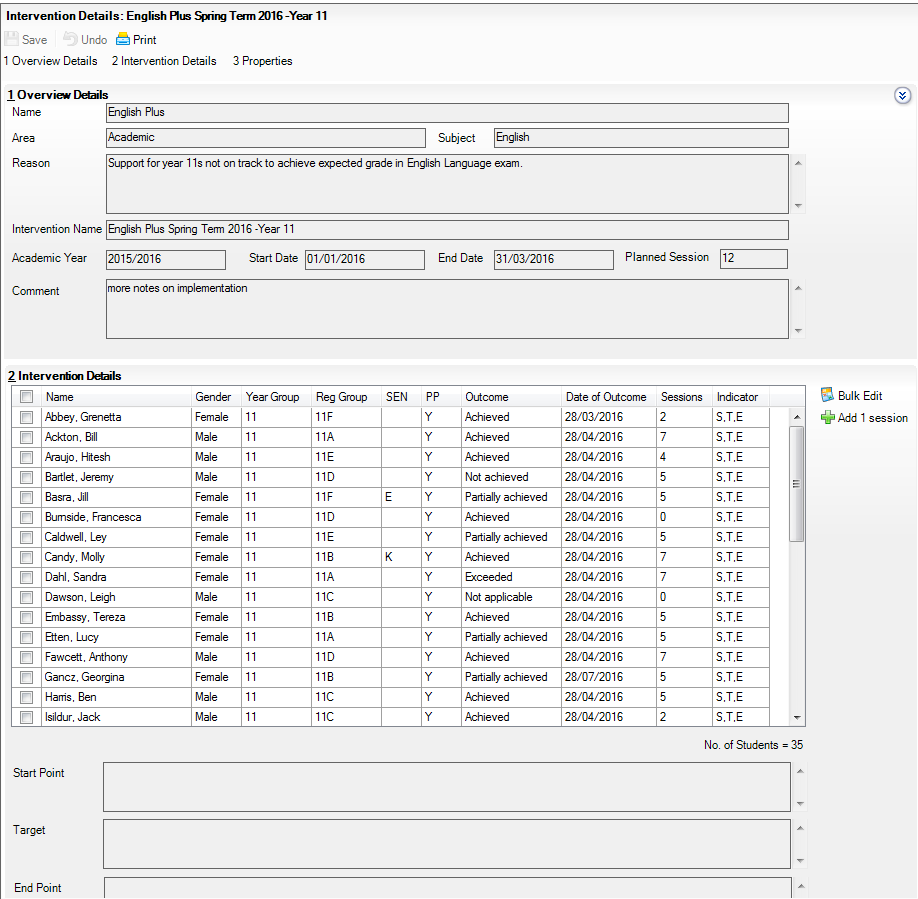 Intervention Details: English Plus Spring Term 2016 -Year 11
Save Undo Print
1 Overview Details 2 Intervention Details 3 Properties
1 Overview Details
Name English Plus
Area Academic Subject English
Reason Support for year 11s not on track to achieve expected grade in English Language exam.
Intervention Name English Plus Spring Term 2016 -Year 11
Academic Year 2015/2016 Start Date 01/01/2016 End Date 31/03/2016 Planned Session 12
Comment more notes on implementation
2 Intervention Details
Name Gender Year Group Reg Group SEN PP Outcome Date of Outcome Sessions Indicator Bulk Edit
Abbey, Grenetta Female 11 11F Y Achieved 28/03/2016 2 S,T,E Add 1 session
Ackton, Bill Male 11 11A Y Achieved 28/04/2016 7 S,T,E
Araujo, Hitesh Male 11 11E Y Achieved 28/04/2016 4 S,T,E
Bartlet, Jeremy Male 11 11D Y Not achieved 28/04/2016 5 S,T,E
Basra, Jill Female 11 11F E Y Partially achieved 28/04/2016 5 S,T,E
Burnside, Francesca Female 11 11D Y Achieved 28/04/2016 0 S,T,E
Caldwell, Ley Female 11 11E Y Partially achieved 28/04/2016 5 S,T,E
Candy, Molly Female 11 11B K Y Achieved 28/04/2016 7 S,T,E
Dahl, Sandra Female 11 11A Y Exceeded 28/04/2016 7 S,T,E
Dawson, Leigh Male 11 11C Y Not applicable 28/04/2016 0 S,T,E
Embassy, Tereza Female 11 11B Y Achieved 28/04/2016 5 S,T,E
Etten, Lucy Female 11 11A Y Partially achieved 28/04/2016 5 S,T,E
Fawcett, Anthony Male 11 11D Y Achieved 28/04/2016 7 S,T,E
Gancz, Georgina Female 11 11B Y Partially achieved 28/07/2016 5 S,T,E
Harris, Ben Male 11 11C Y Achieved 28/04/2016 5 S,T,E
Isildur, Jack Male 11 11C Y Achieved 28/04/2016 2 S,T,E
No. of Students = 35
Start Point
Target
End Point